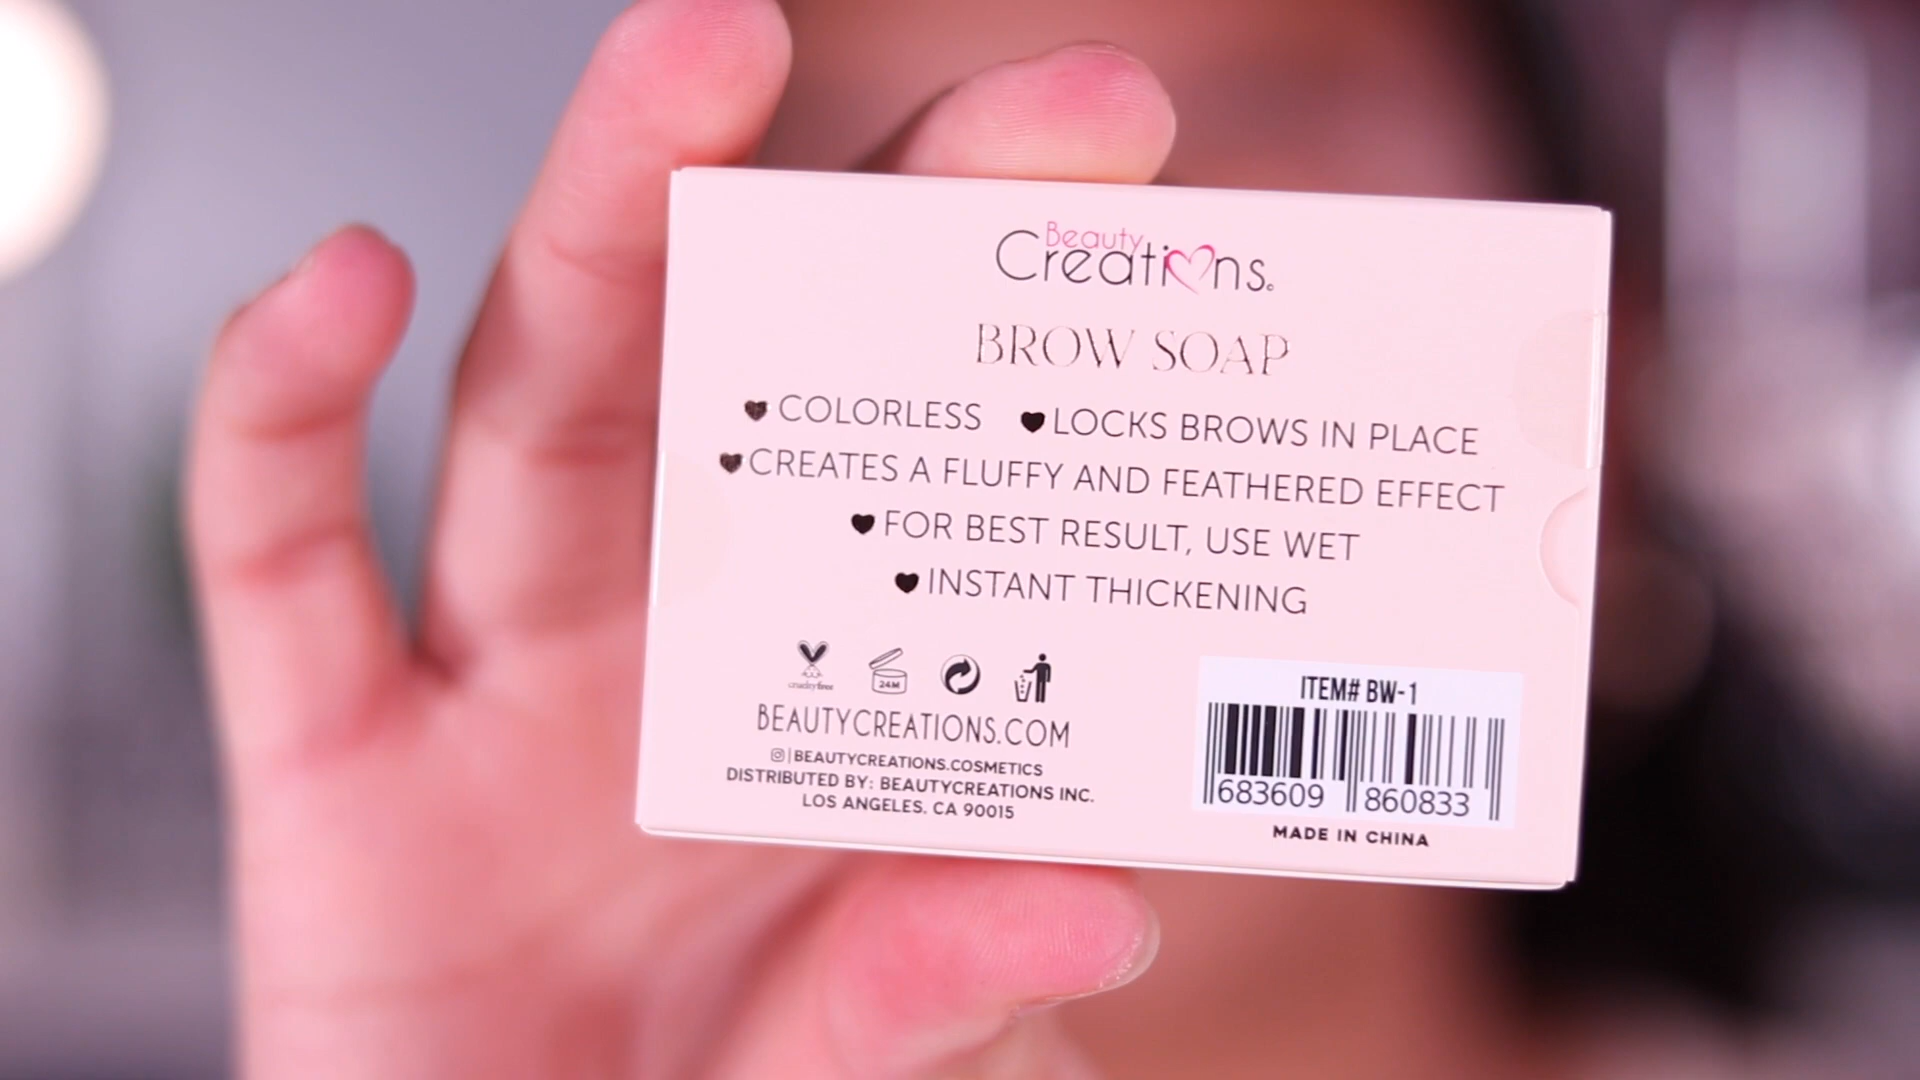 Beauty
Creations.
BROW SOAP
COLORLESS LOCKS BROWS IN PLACE
CREATES A FLUFFY AND FEATHERED EFFECT
FOR BEST RESULT, USE WET
INSTANT THICKENING
crueltyfree
24M
BEAUTYCREATIONS.COM
|BEAUTYCREATIONS.COSMETICS
DISTRIBUTED BY: BEAUTYCREATIONS INC.
LOS ANGELES. CA 90015
ITEM# BW-1
683609 860833
MADE IN CHINA